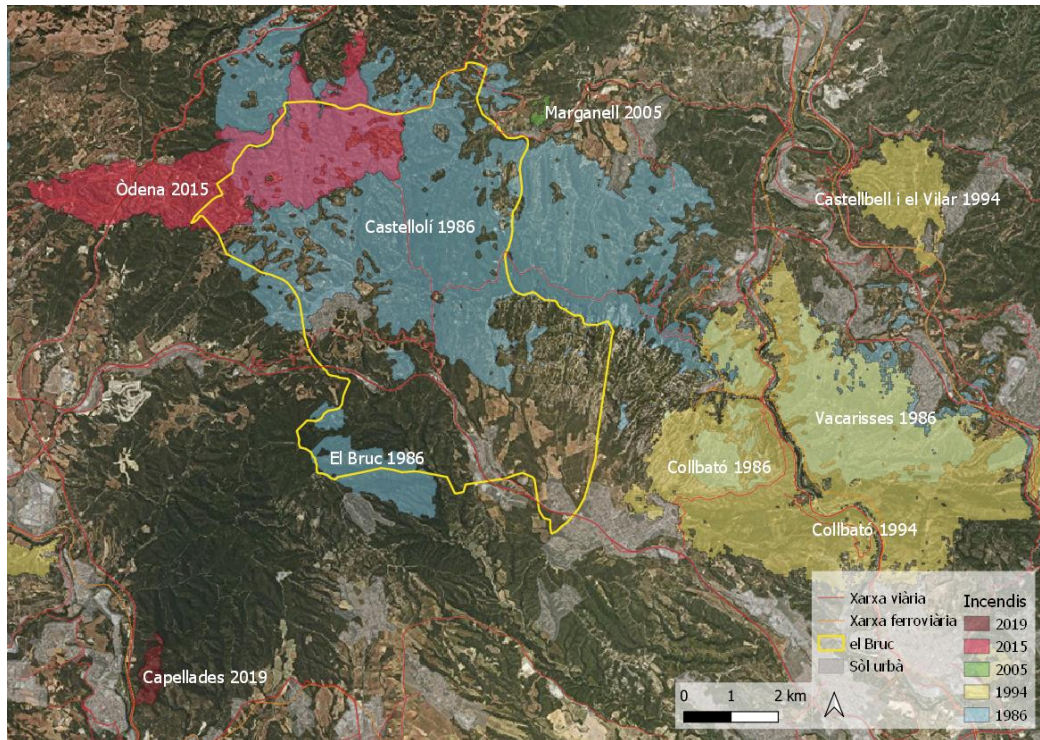 Marganell 2005
Òdena 2015
Castellbell i el Vilar 1994
Castellolí 1986
Vacarisses 1986
El Bruc 1986
Collbató 1986
Collbató 1994
Capellades 2019
Xarxa viària
Xarxa ferroviària
el Bruc
Sòl urbà
Incendis
2019
2015
2005
1994
1986
0 1 2 km